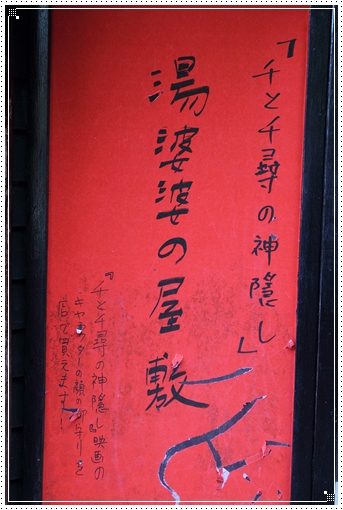 「千と千尋の神隠し」
湯婆婆の屋敷
『千と千尋の神隠し』映画の
キャラクターの顔の
店で買えます!